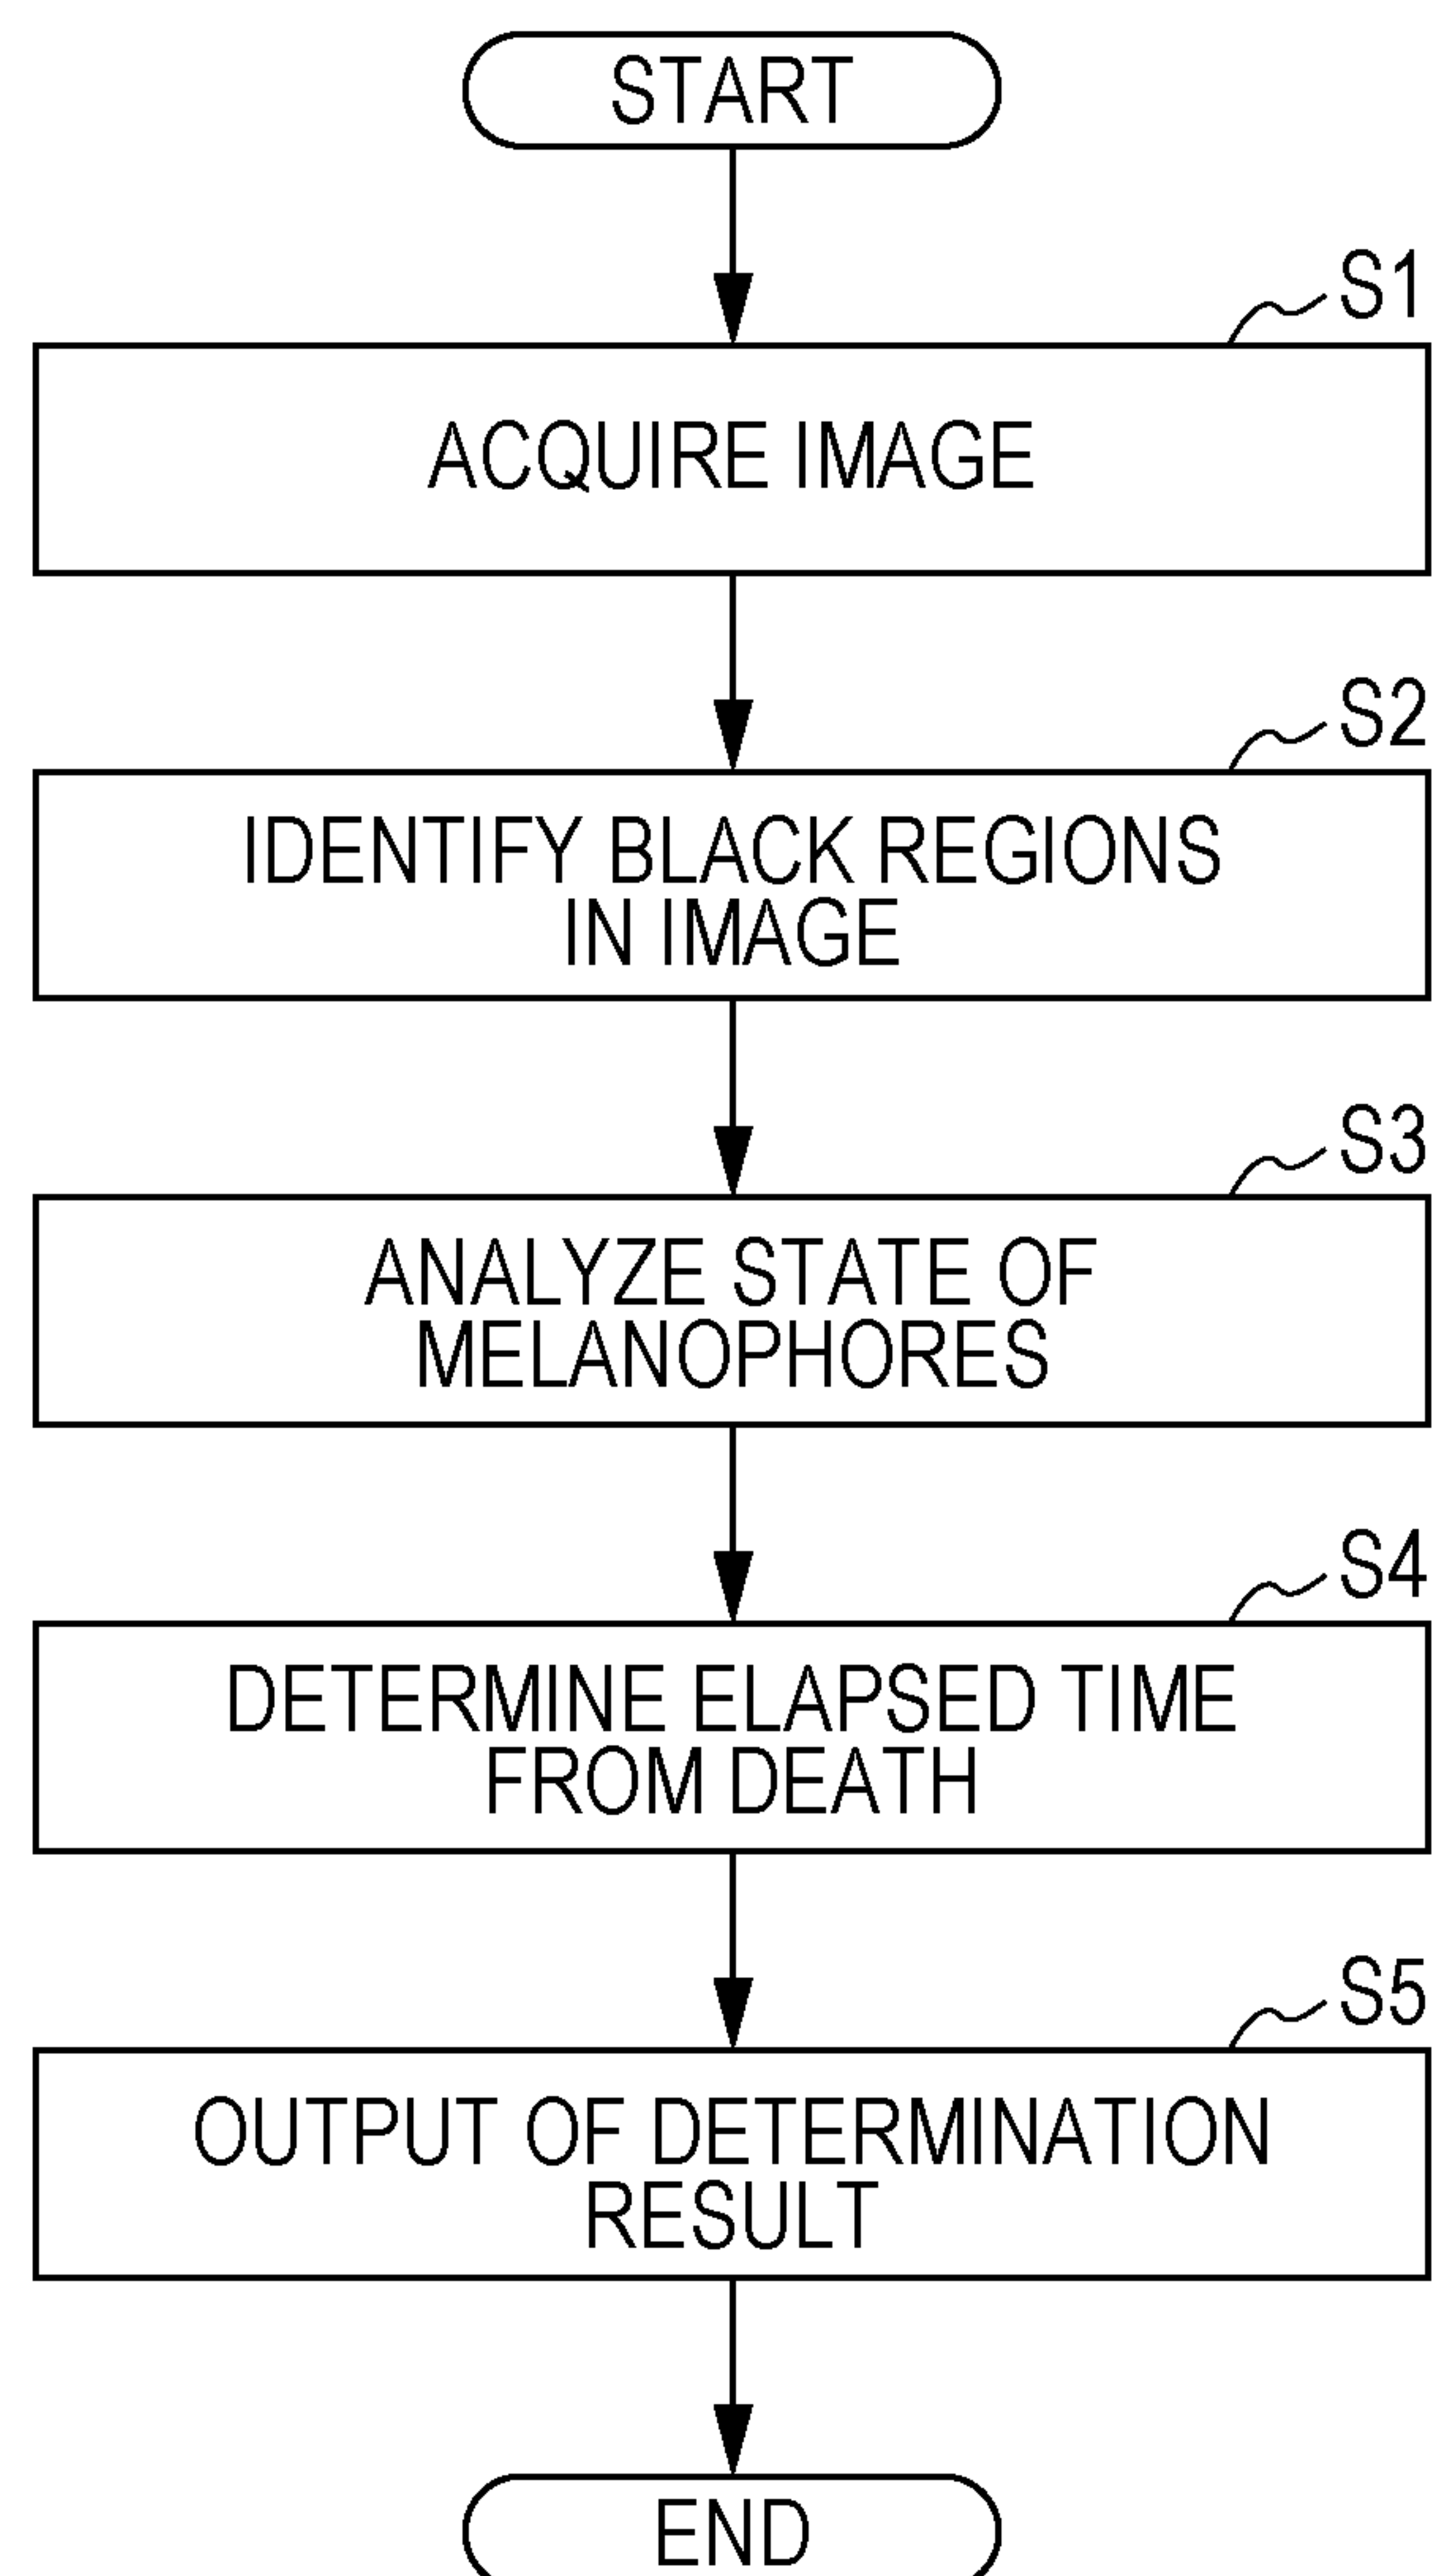 START
S1
ACQUIRE IMAGE
S2
IDENTIFY BLACK REGIONS
IN IMAGE
S3
ANALYZE STATE OF
MELANOPHORES
S4
DETERMINE ELAPSED TIME
FROM DEATH
S5
OUTPUT OF DETERMINATION
RESULT
END